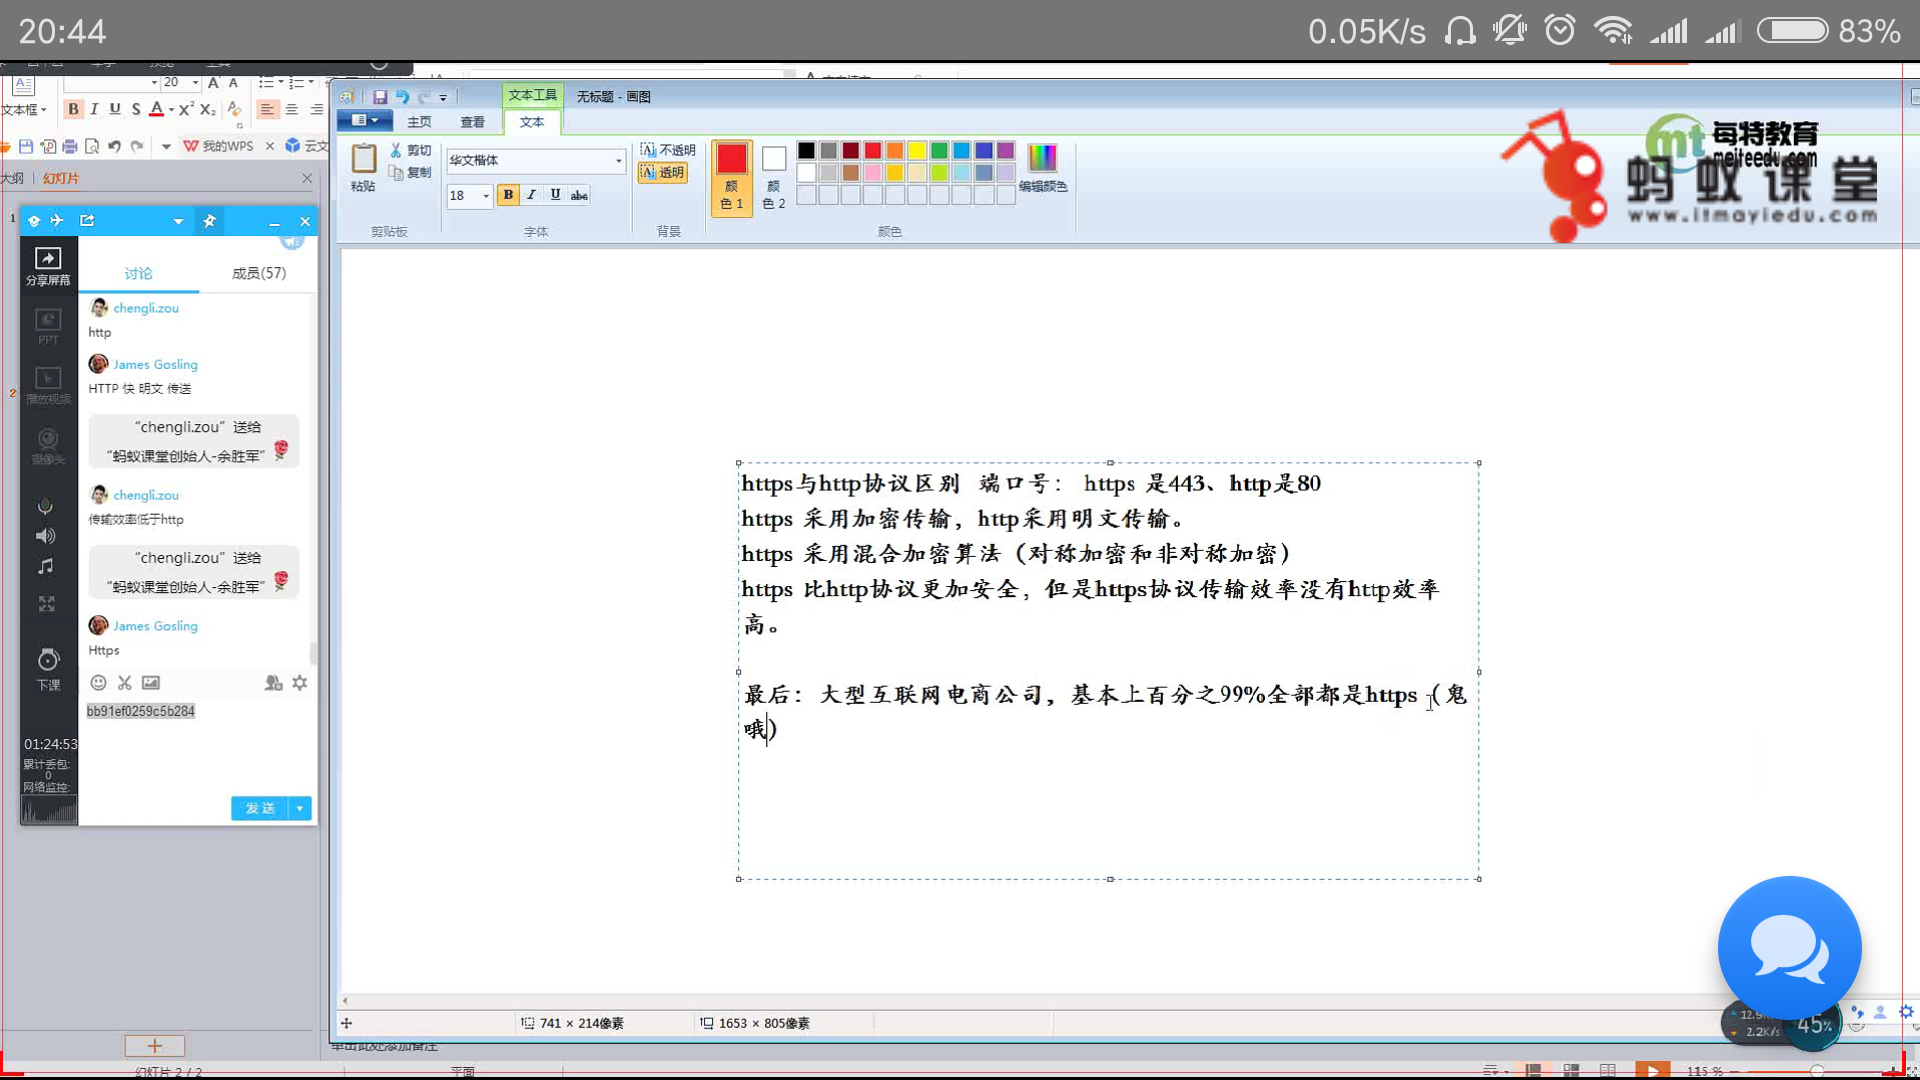 20:44
0.05K/s
83%
20
文本框
B I U S A X² X₂
我的WPS
云文
大纲 幻灯片
文本工具
无标题 - 画图
主页 查看 文本
粘贴
剪切
复制
剪贴板
华文楷体
18
B I U abc
字体
不透明
透明
背景
颜色 1
颜色 2
编辑颜色
颜色
每特教育
meiteedu.com
蚂蚁课堂
www.itmayiedu.com
1
2
分享屏幕
PPT
播放视频
摄像头
下课
讨论
成员(57)
chengli.zou
http
James Gosling
HTTP 快 明文 传送
“chengli.zou”送给
“蚂蚁课堂创始人-余胜军”
chengli.zou
传输效率低于http
“chengli.zou”送给
“蚂蚁课堂创始人-余胜军”
James Gosling
Https
bb91ef0259c5b284
01:24:53
累计丢包:
0
网络监控:
发送
https与http协议区别 端口号： https 是443、http是80
https 采用加密传输，http采用明文传输。
https 采用混合加密算法（对称加密和非对称加密）
https 比http协议更加安全，但是https协议传输效率没有http效率
高。
最后：大型互联网电商公司，基本上百分之99%全部都是https（鬼
哦）
741 × 214像素
1653 × 805像素
12.9K/s
2.2K/s
45%
单击此处添加备注
幻灯片 2 / 2
平面
115 %